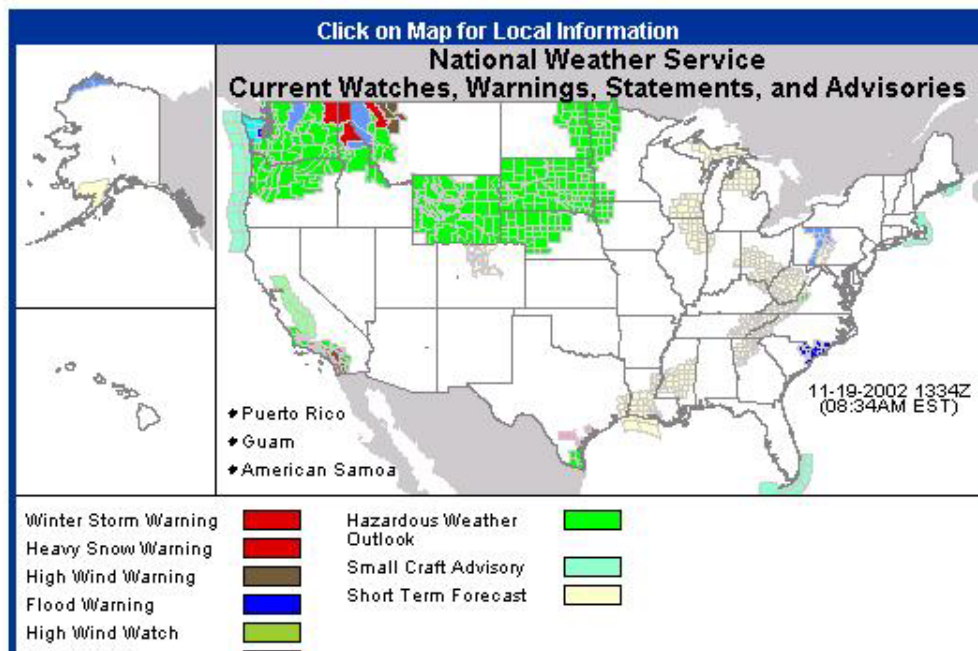 Click on Map for Local Information
National Weather Service
Current Watches, Warnings, Statements, and Advisories
11-19-2002 1334Z
(08:34AM EST)
Puerto Rico
Guam
American Samoa
Winter Storm Warning
Heavy Snow Warning
High Wind Warning
Flood Warning
High Wind Watch
Hazardous Weather
Outlook
Small Craft Advisory
Short Term Forecast